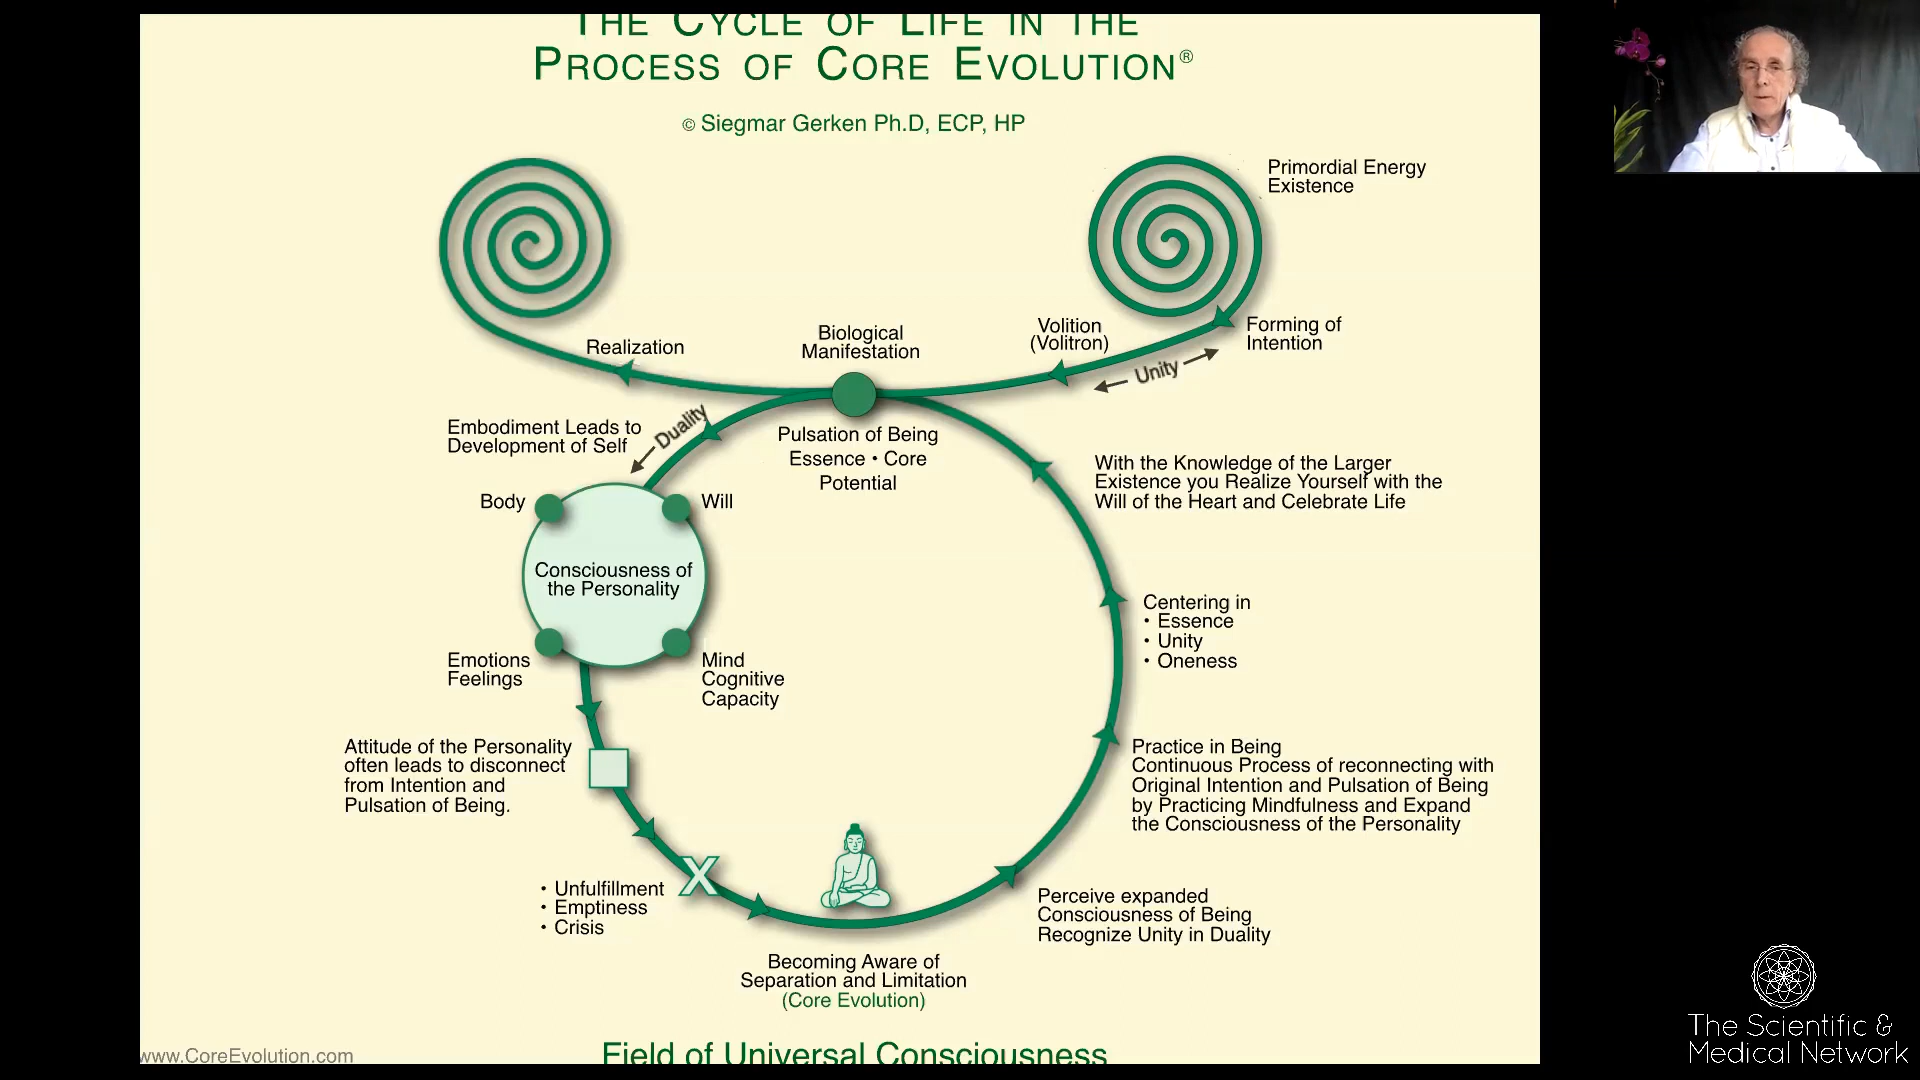 THE CYCLE OF LIFE IN THE
PROCESS OF CORE EVOLUTION®
© Siegmar Gerken Ph.D, ECP, HP
Primordial Energy
Existence
Forming of
Intention
Volition
(Volitron)
Unity
Biological
Manifestation
Realization
Duality
Embodiment Leads to
Development of Self
Pulsation of Being
Essence • Core
Potential
Body
Will
Consciousness of
the Personality
Emotions
Feelings
Mind
Cognitive
Capacity
Attitude of the Personality
often leads to disconnect
from Intention and
Pulsation of Being.
X
• Unfulfillment
• Emptiness
• Crisis
Becoming Aware of
Separation and Limitation
(Core Evolution)
Perceive expanded
Consciousness of Being
Recognize Unity in Duality
Practice in Being
Continuous Process of reconnecting with
Original Intention and Pulsation of Being
by Practicing Mindfulness and Expand
the Consciousness of the Personality
Centering in
• Essence
• Unity
• Oneness
With the Knowledge of the Larger
Existence you Realize Yourself with the
Will of the Heart and Celebrate Life
www.CoreEvolution.com
Field of Universal Consciousness
The Scientific &
Medical Network